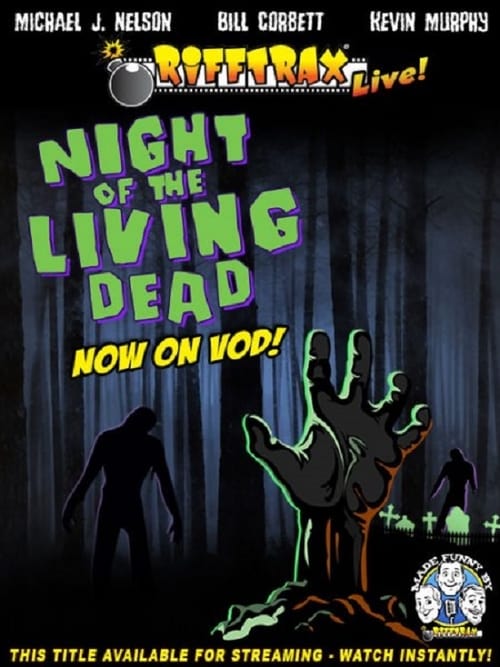 MICHAEL J. NELSON BILL CORBETT KEVIN MURPHY
RIFFTRAX Live!
NIGHT
OF THE
LIVING
DEAD
NOW ON VOD!
MADE FUNNY BY
RIFFTRAX
THIS TITLE AVAILABLE FOR STREAMING - WATCH INSTANTLY!